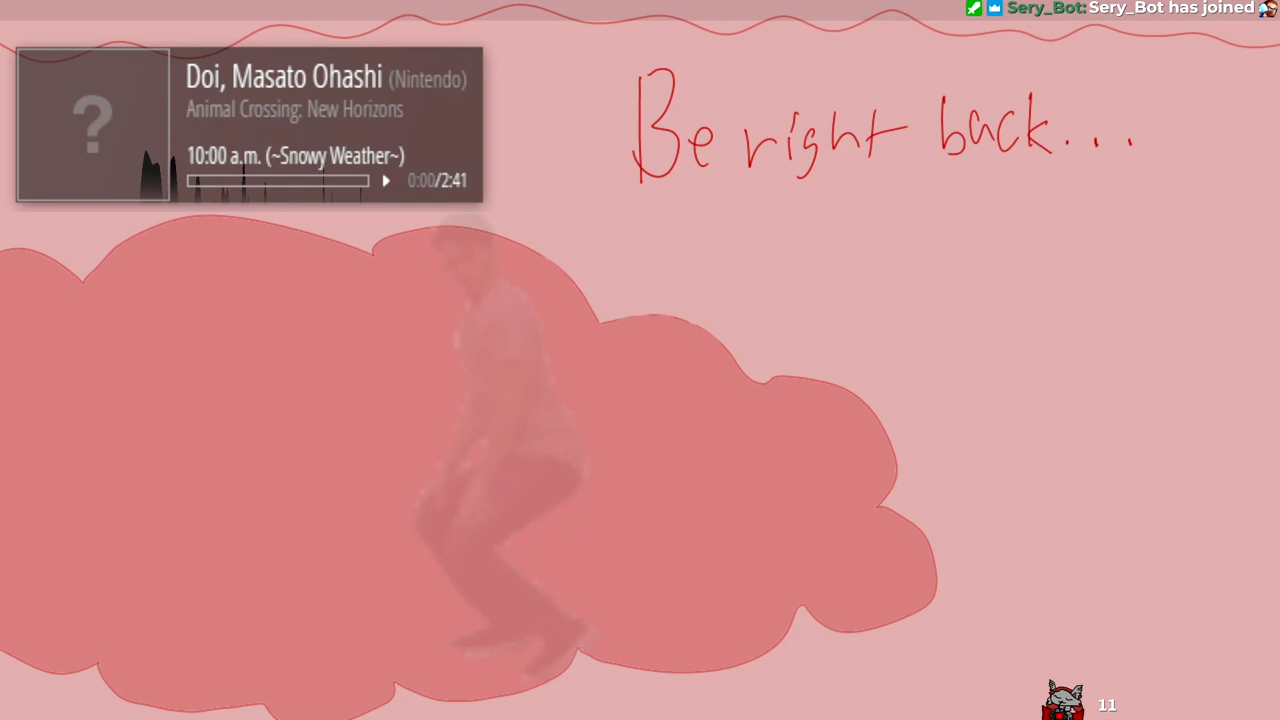 Sery_Bot: Sery_Bot has joined
Doi, Masato Ohashi (Nintendo)
Animal Crossing: New Horizons
10:00 a.m. (~Snowy Weather~)
0:00/2:41
?
Be right back...
11